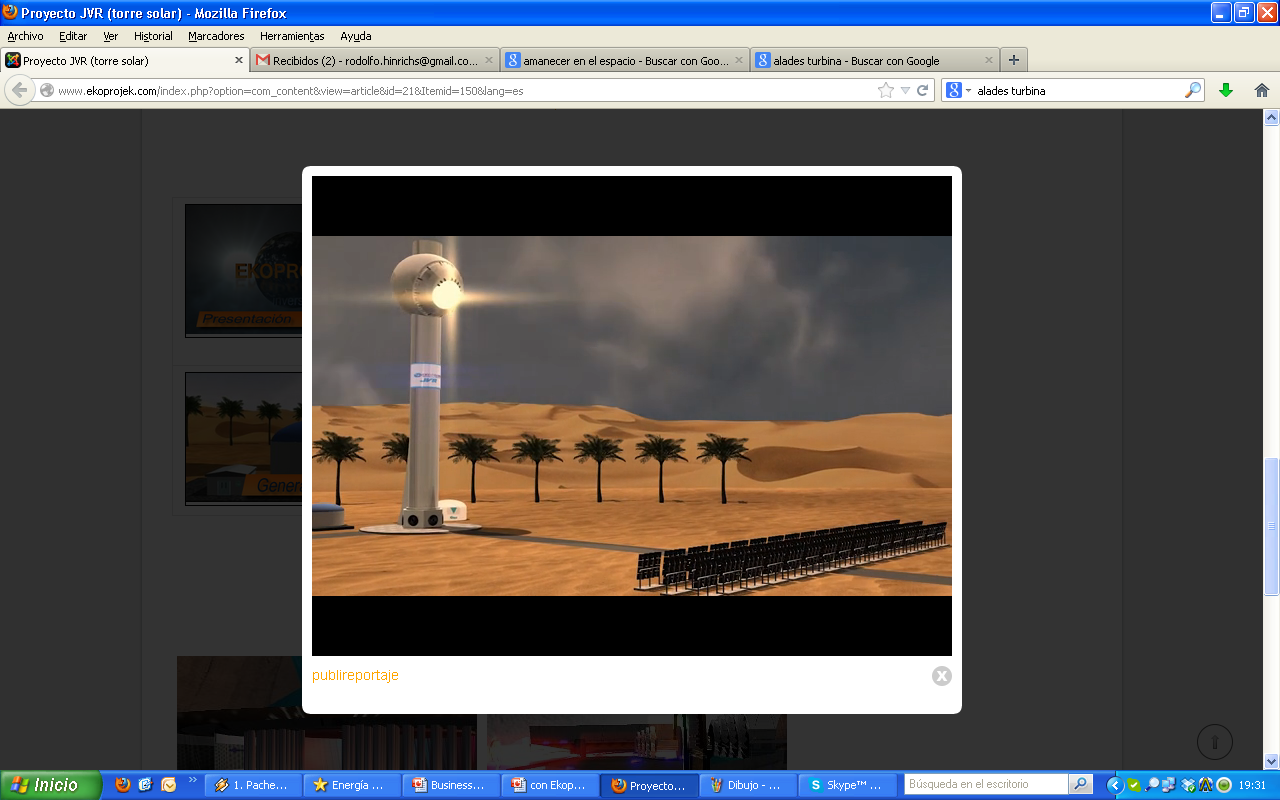 Proyecto JVR (torre solar) - Mozilla Firefox
Archivo Editar Ver Historial Marcadores Herramientas Ayuda
Proyecto JVR (torre solar)
Recibidos (2) - rodolfo.hinrichs@gmail.co...
amanecer en el espacio - Buscar con Goo...
alades turbina - Buscar con Google
www.ekoprojek.com/index.php?option=com_content&view=article&id=21&Itemid=150&lang=es
alades turbina
EKOPRO
Presentación
JVR
Gener
publireportaje
Inicio
1. Pache...
Energía ...
Business...
con Ekop...
Proyecto...
Dibujo - ...
Skype™ ...
Búsqueda en el escritorio
19:31